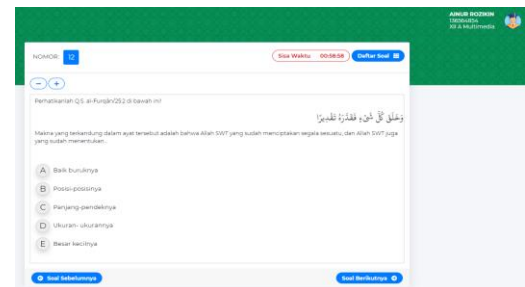 AINUR ROZIKIN
XII A Multimedia
NOMOR 12
Sisa Waktu 00:58:58 Daftar Soal
Perhatikanlah Q.S. al-Furqān/25:2 di bawah ini!
وَخَلَقَ كُلَّ شَيْءٍ فَقَدَّرَهُ تَقْدِيرًا
Makna yang terkandung dalam ayat tersebut adalah bahwa Allah SWT yang sudah menciptakan segala sesuatu, dan Allah SWT juga
yang sudah menentukan..
A Baik buruknya
B Posisi-posisinya
C Panjang-pendeknya
D Ukuran- ukurannya
E Besar kecilnya
Soal Sebelumnya
Soal Berikutnya